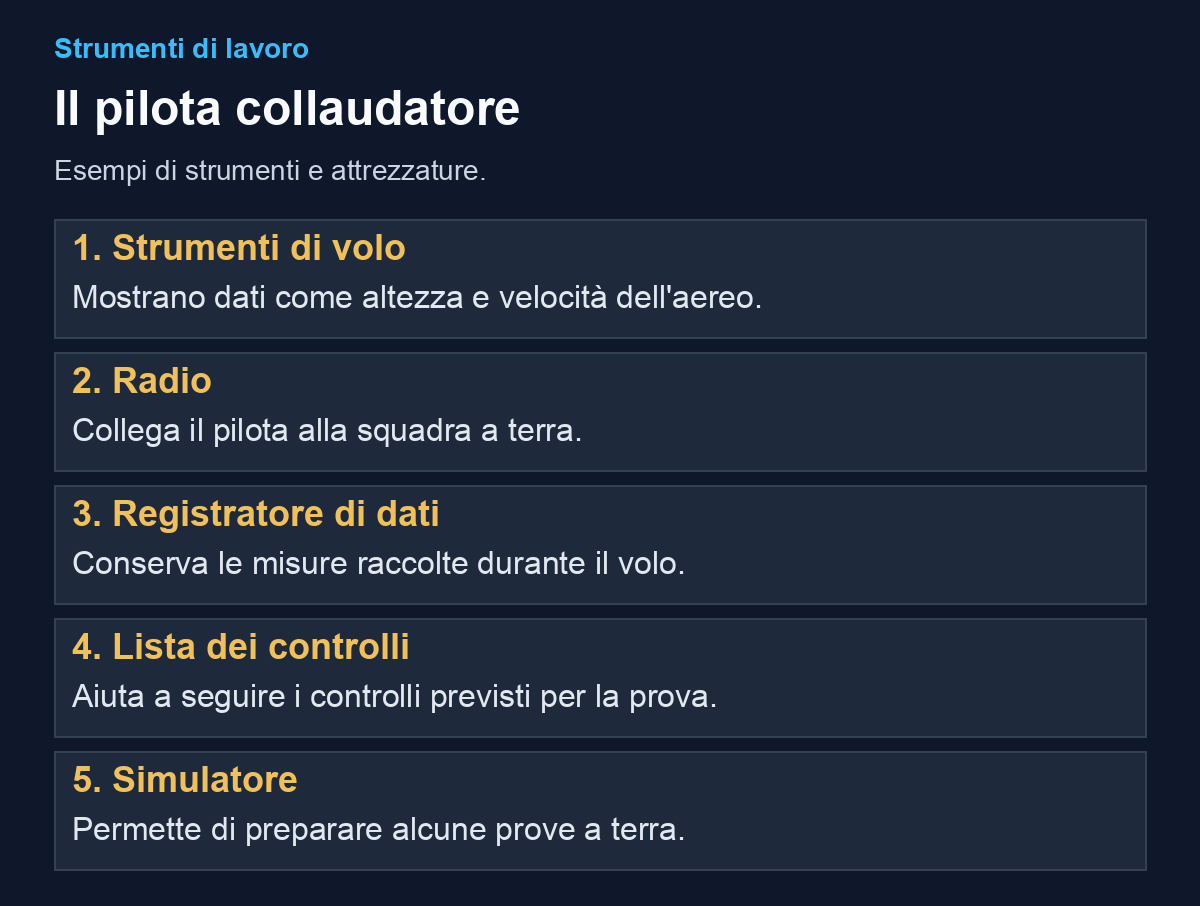 Strumenti di lavoro
Il pilota collaudatore
Esempi di strumenti e attrezzature.
1. Strumenti di volo
Mostrano dati come altezza e velocità dell'aereo.
2. Radio
Collega il pilota alla squadra a terra.
3. Registratore di dati
Conserva le misure raccolte durante il volo.
4. Lista dei controlli
Aiuta a seguire i controlli previsti per la prova.
5. Simulatore
Permette di preparare alcune prove a terra.